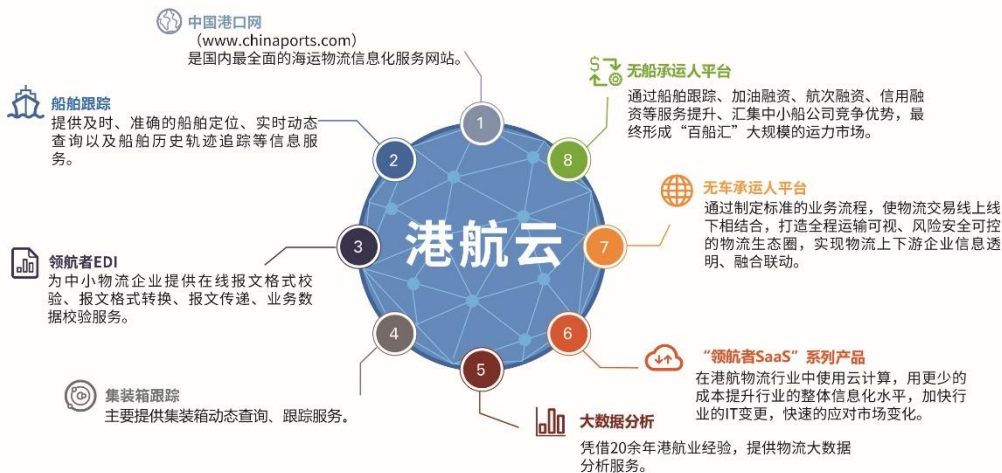 中国港口网
（www.chinaports.com）
是国内最全面的海运物流信息化服务网站。
船舶跟踪
提供及时、准确的船舶定位、实时动态
查询以及船舶历史轨迹追踪等信息服
务。
领航者EDI
为中小物流企业提供在线报文格式校
验、报文格式转换、报文传递、业务数
据校验服务。
集装箱跟踪
主要提供集装箱动态查询、跟踪服务。
港航云
1
2
3
4
5
6
7
8
大数据分析
凭借20余年港航业经验，提供物流大数据
分析服务。
“领航者SaaS”系列产品
在港航物流行业中使用云计算，用更少的
成本提升行业的整体信息化水平，加快行
业的IT变更，快速的应对市场变化。
无车承运人平台
通过制定标准的业务流程，使物流交易线上线
下相结合，打造全程运输可视、风险安全可控
的物流生态圈，实现物流上下游企业信息透
明、融合联动。
无船承运人平台
通过船舶跟踪、加油融资、航次融资、信用融
资等服务提升、汇集中小船公司竞争优势，最
终形成“百船汇”大规模的运力市场。